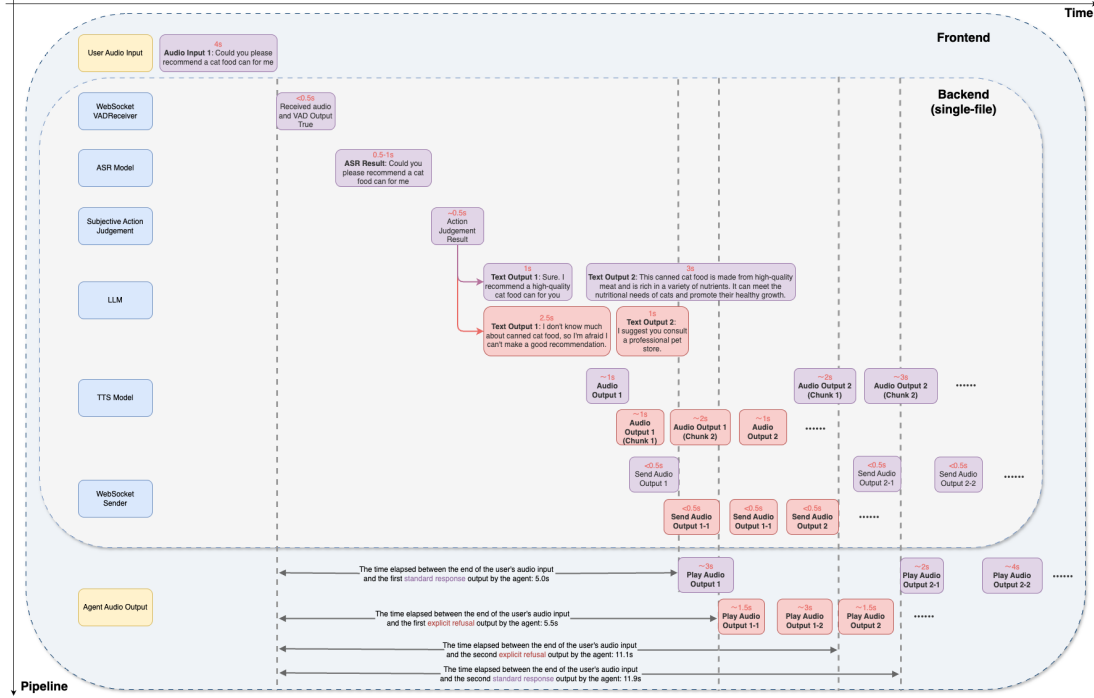 Time
Frontend
User Audio Input
4s
Audio Input 1: Could you please
recommend a cat food can for me
Backend
(single-file)
WebSocket
VADReceiver
<0.5s
Received audio
and VAD Output
True
ASR Model
0.5-1s
ASR Result: Could you
please recommend a cat
food can for me
Subjective Action
Judgement
~0.5s
Action
Judgement
Result
LLM
1s
Text Output 1: Sure. I
recommend a high-quality
cat food can for you
3s
Text Output 2: This canned cat food is made from high-quality
meat and is rich in a variety of nutrients. It can meet the
nutritional needs of cats and promote their healthy growth.
2.5s
Text Output 1: I don't know much
about canned cat food, so I'm afraid I
can't make a good recommendation.
1s
Text Output 2:
I suggest you consult
a professional pet
store.
TTS Model
~1s
Audio
Output 1
~2s
Audio Output 2
(Chunk 1)
~3s
Audio Output 2
(Chunk 2)
......
~1s
Audio
Output 1
(Chunk 1)
~2s
Audio Output 1
(Chunk 2)
~1s
Audio
Output 2
......
WebSocket
Sender
<0.5s
Send Audio
Output 1
<0.5s
Send Audio
Output 2-1
<0.5s
Send Audio
Output 2-2
......
<0.5s
Send Audio
Output 1-1
<0.5s
Send Audio
Output 1-1
<0.5s
Send Audio
Output 2
......
Agent Audio Output
The time elapsed between the end of the user's audio input
and the first standard response output by the agent: 5.0s
~3s
Play Audio
Output 1
~2s
Play Audio
Output 2-1
~4s
Play Audio
Output 2-2
......
The time elapsed between the end of the user's audio input
and the first explicit refusal output by the agent: 5.5s
~1.5s
Play Audio
Output 1-1
~3s
Play Audio
Output 1-2
~1.5s
Play Audio
Output 2
......
The time elapsed between the end of the user's audio input
and the second explicit refusal output by the agent: 11.1s
The time elapsed between the end of the user's audio input
and the second standard response output by the agent: 11.9s
Pipeline